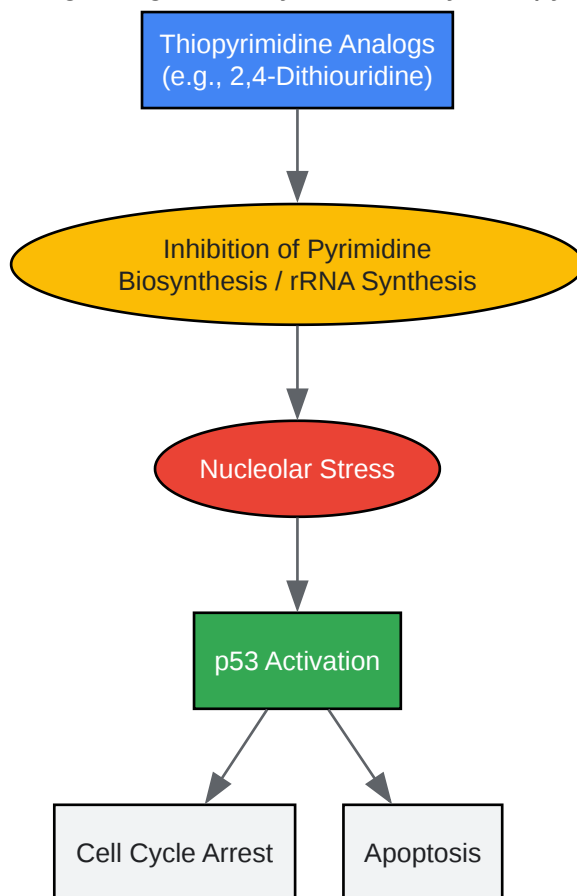 Thiopyrimidine Analogs
(e.g., 2,4-Dithiouridine)
Inhibition of Pyrimidine
Biosynthesis / rRNA Synthesis
Nucleolar Stress
p53 Activation
Cell Cycle Arrest
Apoptosis